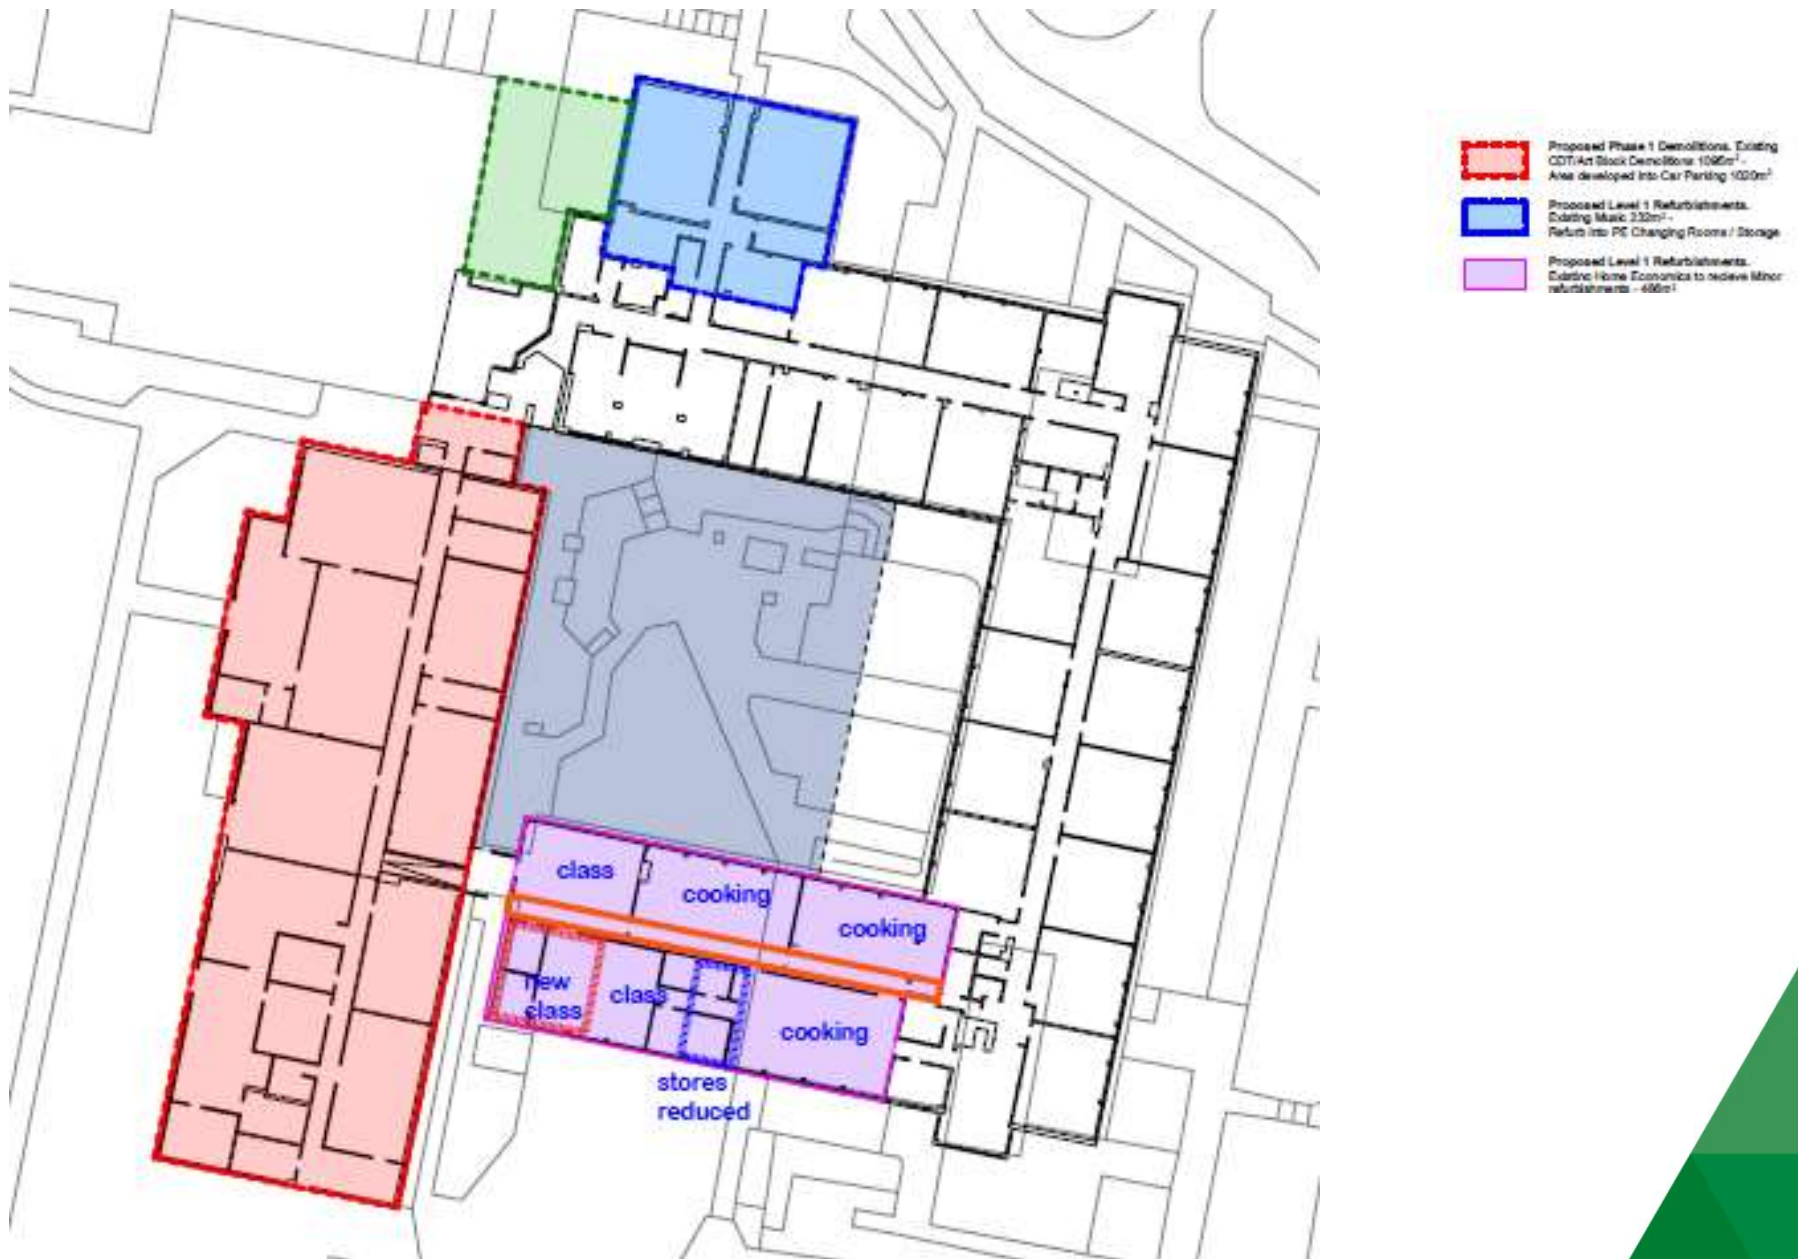 Proposed Phase 1 Demolitions. Existing
CDT/Art Block Demolitions -
Area developed into Car Parking 1020m²
Proposed Level 1 Refurbishments.
Existing Music 232m² -
Refurb into PE Changing Rooms / Storage
Proposed Level 1 Refurbishments.
Existing Home Economics to recieve Minor
refurbishments -
class
cooking
cooking
new
class
class
cooking
stores
reduced